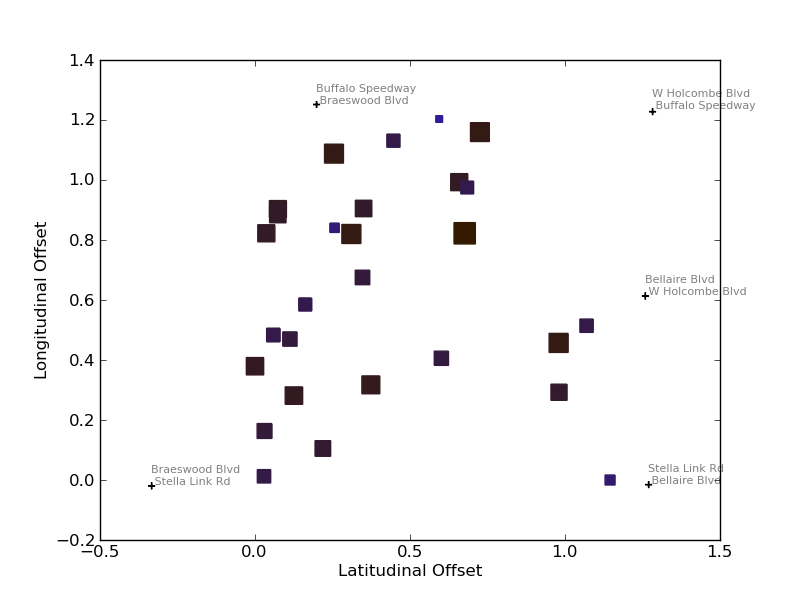 1.4
Buffalo Speedway
Braeswood Blvd
W Holcombe Blvd
Buffalo Speedway
1.2
1.0
0.8
Bellaire Blvd
W Holcombe Blvd
0.6
Longitudinal Offset
0.4
0.2
Braeswood Blvd
Stella Link Rd
Stella Link Rd
Bellaire Blvd
0.0
−0.2
−0.5
0.0
0.5
1.0
1.5
Latitudinal Offset